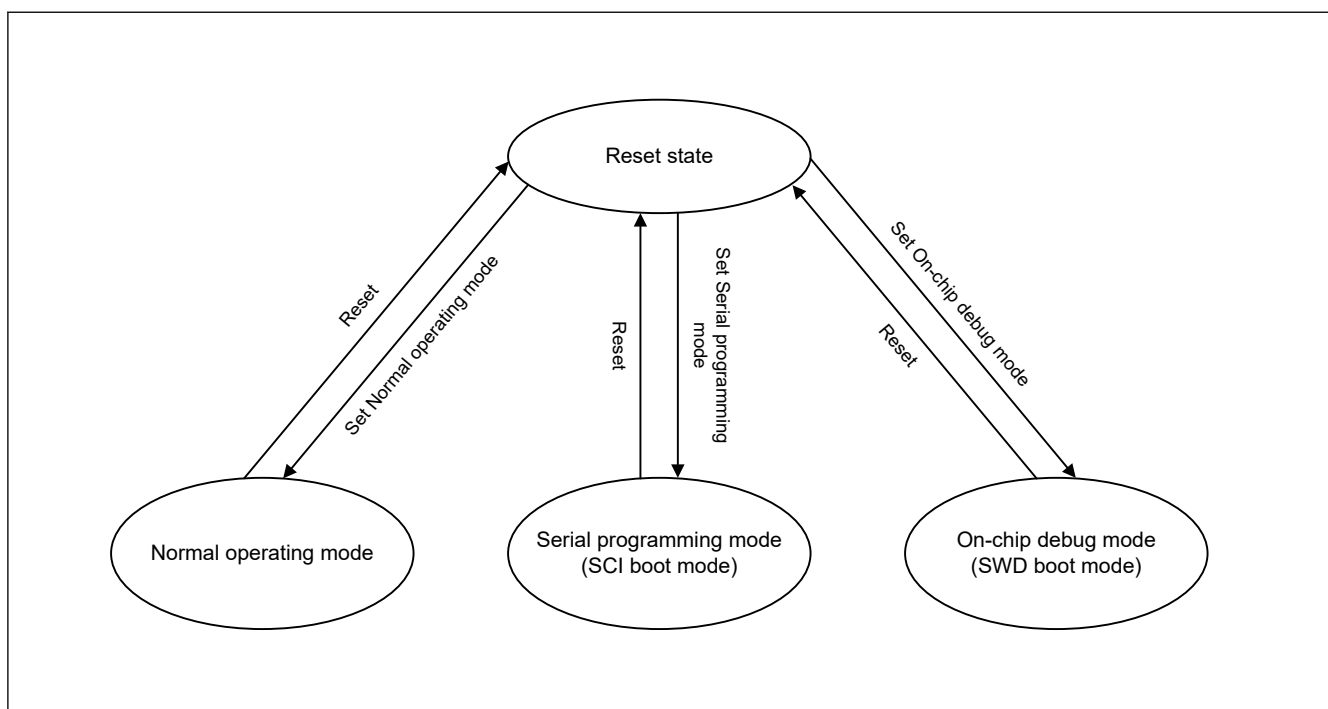 Reset state
Reset
Set Normal operating mode
Reset
Set Serial programming
mode
Set On-chip debug mode
Reset
Normal operating mode
Serial programming mode
(SCI boot mode)
On-chip debug mode
(SWD boot mode)